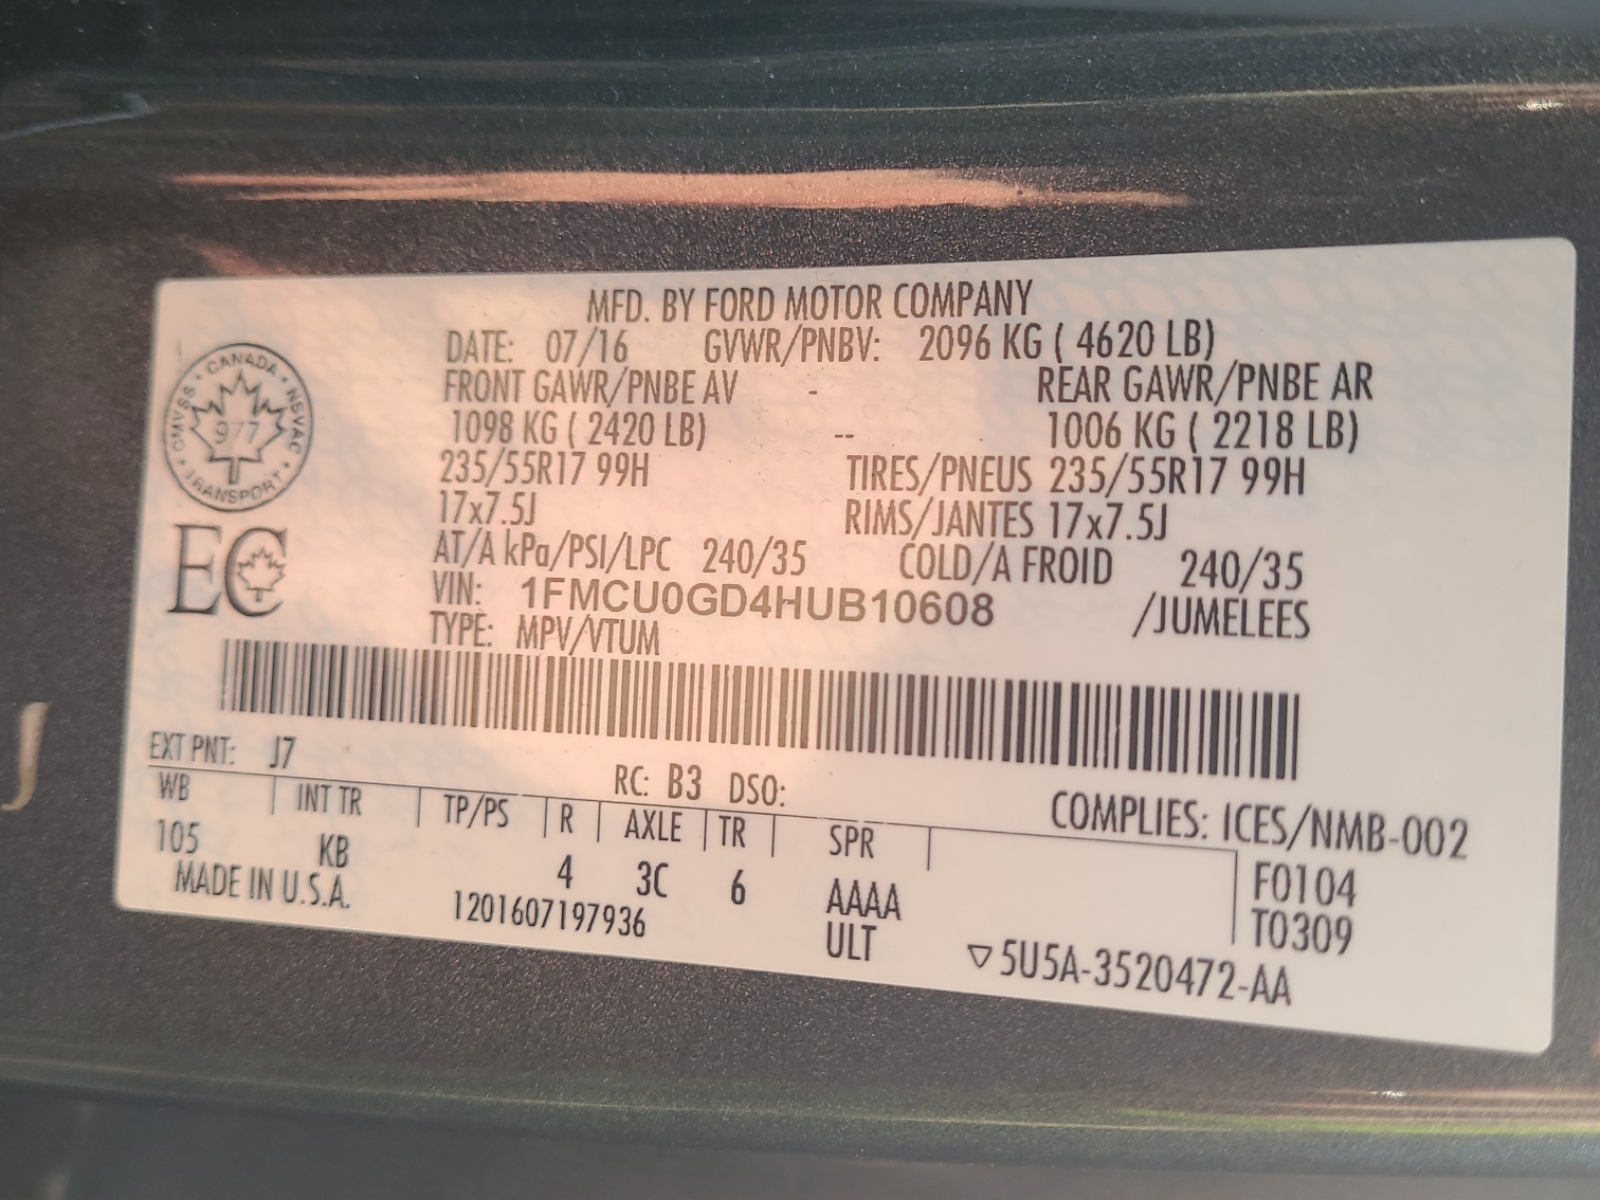 MFD. BY FORD MOTOR COMPANY
DATE: 07/16 GVWR/PNBV: 2096 KG ( 4620 LB)
FRONT GAWR/PNBE AV - REAR GAWR/PNBE AR
1098 KG ( 2420 LB) -- 1006 KG ( 2218 LB)
235/55R17 99H TIRES/PNEUS 235/55R17 99H
17x7.5J RIMS/JANTES 17x7.5J
AT/A kPa/PSI/LPC 240/35 COLD/A FROID 240/35
VIN: 1FMCU0GD4HUB10608 /JUMELEES
TYPE: MPV/VTUM
CANADA
CMVSS NSVAC
977
TRANSPORT
EC
EXT PNT: J7 RC: B3 DSO:
WB INT TR TP/PS R AXLE TR SPR COMPLIES: ICES/NMB-002
105 KB 4 3C 6 AAAA F0104
MADE IN U.S.A. 1201607197936 ULT T0309
▽5U5A-3520472-AA